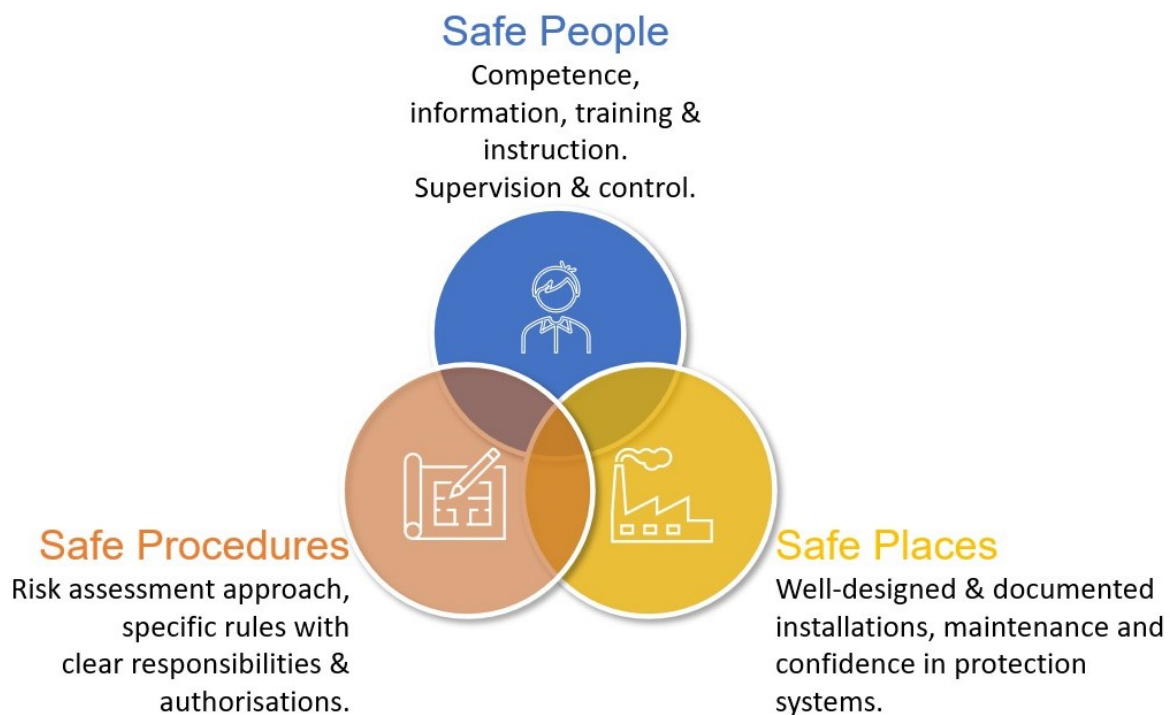 Safe People
Competence,
information, training &
instruction.
Supervision & control.
Safe Procedures
Risk assessment approach,
specific rules with
clear responsibilities &
authorisations.
Safe Places
Well-designed & documented
installations, maintenance and
confidence in protection
systems.